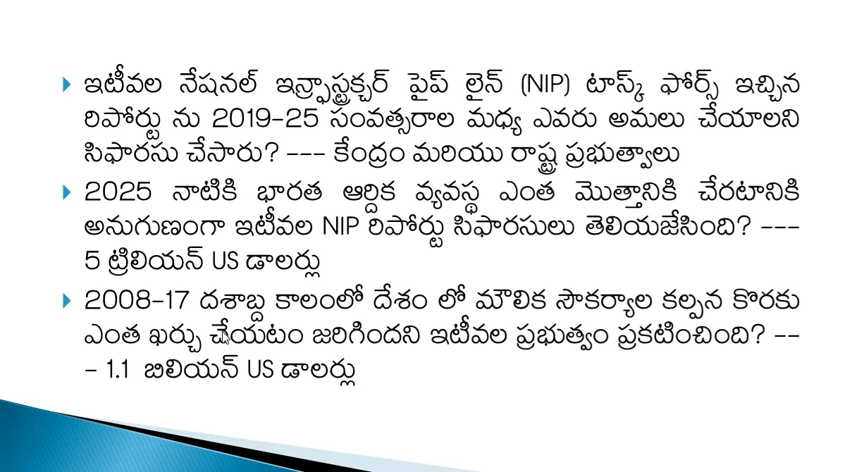 ఇటీవల నేషనల్ ఇన్ఫ్రాస్ట్రక్చర్ పైప్ లైన్ (NIP) టాస్క్ ఫోర్స్ ఇచ్చిన
రిపోర్టు ను 2019-25 సంవత్సరాల మధ్య ఎవరు అమలు చేయాలని
సిఫారసు చేసారు? --- కేంద్రం మరియు రాష్ట్ర ప్రభుత్వాలు
2025 నాటికి భారత ఆర్దిక వ్యవస్థ ఎంత మొత్తానికి చేరటానికి
అనుగుణంగా ఇటీవల NIP రిపోర్టు సిఫారసులు తెలియజేసింది? ---
5 ట్రిలియన్ US డాలర్లు
2008-17 దశాబ్ద కాలంలో దేశం లో మౌలిక సౌకర్యాల కల్పన కొరకు
ఎంత ఖర్చు చేయటం జరిగిందని ఇటీవల ప్రభుత్వం ప్రకటించింది? --
- 1.1 బిలియన్ US డాలర్లు